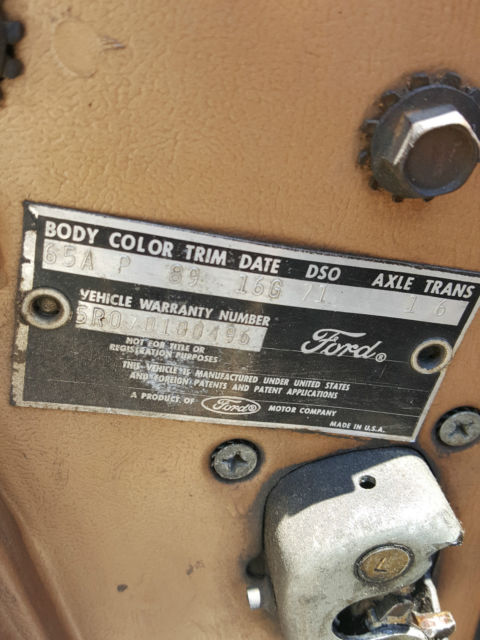 BODY COLOR TRIM DATE DSO AXLE TRANS
65A P 89 16G 71 1 6
VEHICLE WARRANTY NUMBER
Ford®
NOT FOR TITLE OR
REGISTRATION PURPOSES
THIS VEHICLE IS MANUFACTURED UNDER UNITED STATES
AND FOREIGN PATENTS AND PATENT APPLICATIONS
A PRODUCT OF Ford® MOTOR COMPANY
MADE IN U.S.A.
L